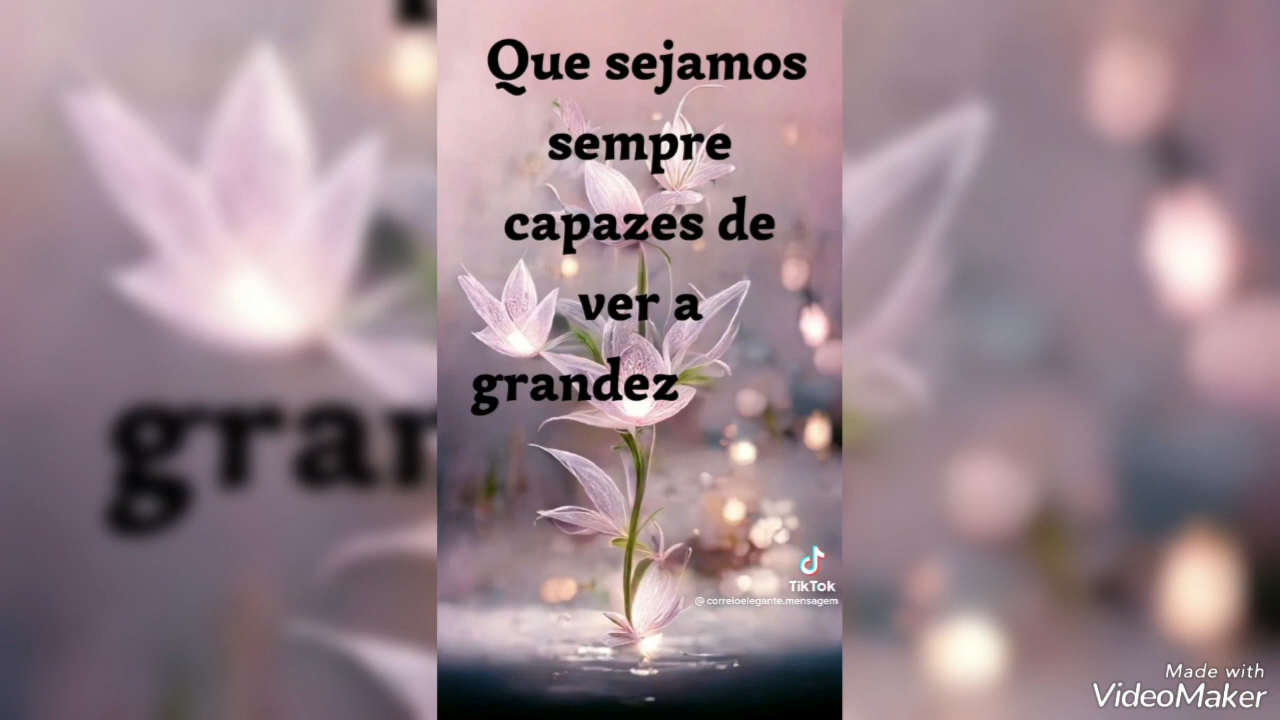 Que sejamos
sempre
capazes de
ver a
grandez
TikTok
@ correioelegante.mensagem
Made with
VideoMaker